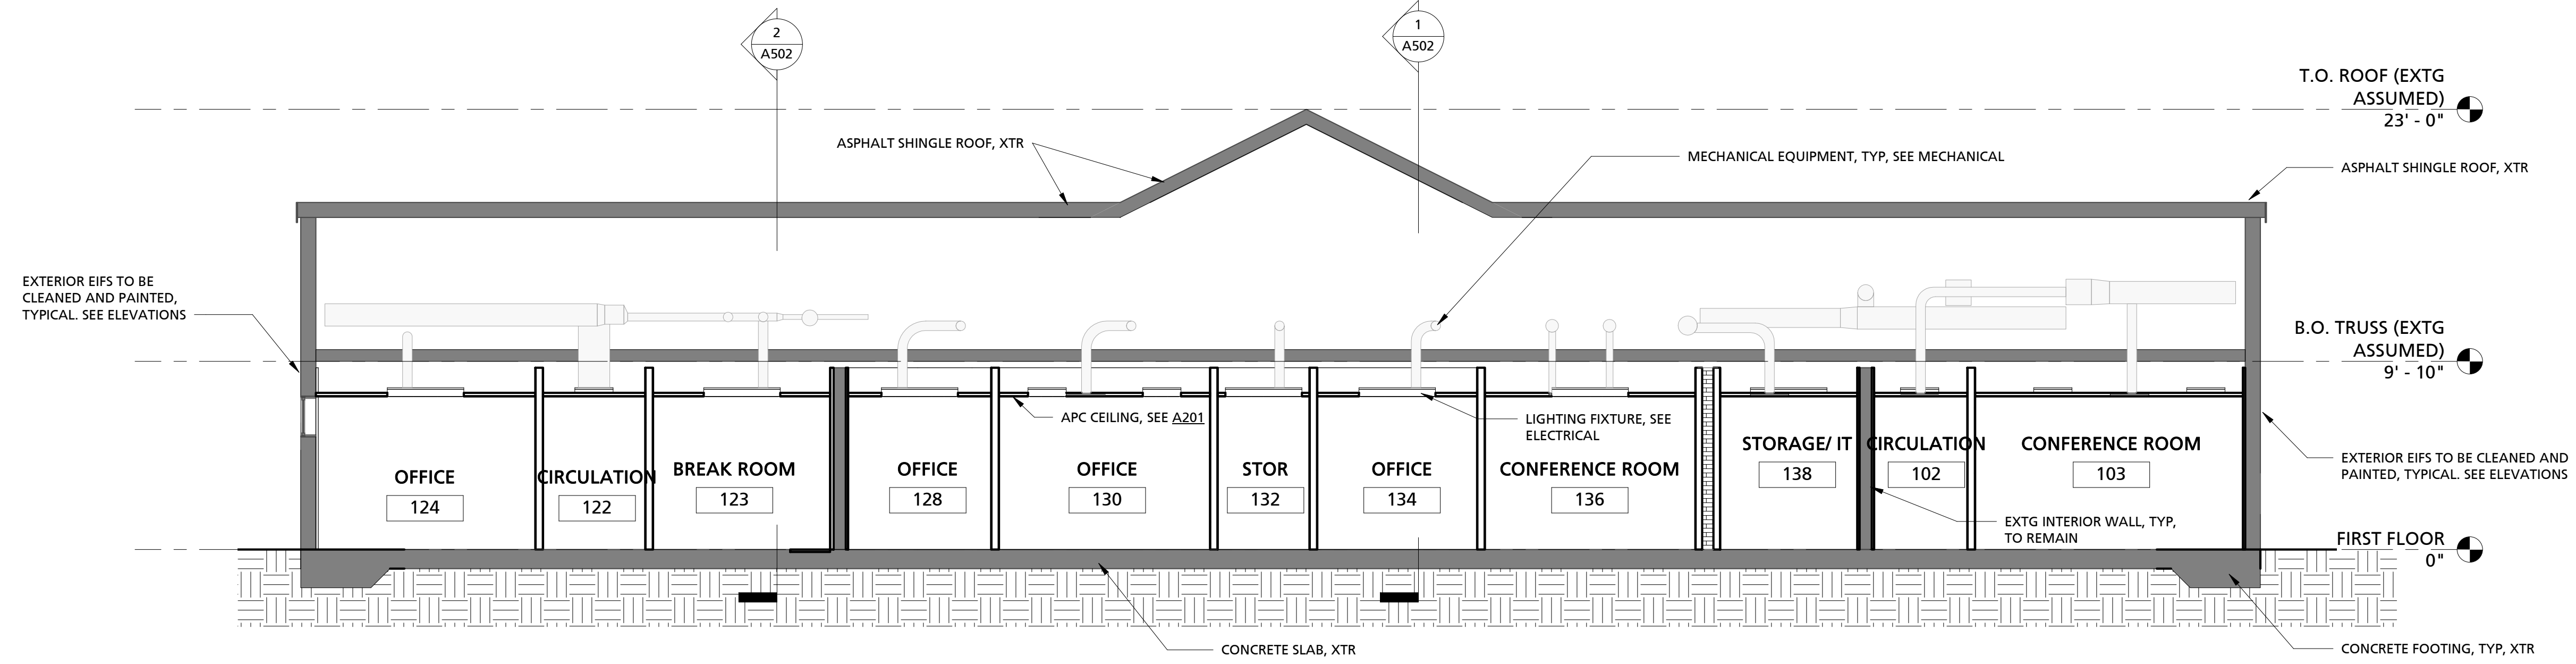 2
A502
1
A502
T.O. ROOF (EXTG
ASSUMED)
23' - 0"
ASPHALT SHINGLE ROOF, XTR
MECHANICAL EQUIPMENT, TYP, SEE MECHANICAL
ASPHALT SHINGLE ROOF, XTR
EXTERIOR EIFS TO BE
CLEANED AND PAINTED,
TYPICAL. SEE ELEVATIONS
B.O. TRUSS (EXTG
ASSUMED)
9' - 10"
APC CEILING, SEE A201
LIGHTING FIXTURE, SEE
ELECTRICAL
OFFICE
124
CIRCULATION
122
BREAK ROOM
123
OFFICE
128
OFFICE
130
STOR
132
OFFICE
134
CONFERENCE ROOM
136
STORAGE/ IT
138
CIRCULATION
102
CONFERENCE ROOM
103
EXTERIOR EIFS TO BE CLEANED AND
PAINTED, TYPICAL. SEE ELEVATIONS
EXTG INTERIOR WALL, TYP,
TO REMAIN
FIRST FLOOR
0"
CONCRETE SLAB, XTR
CONCRETE FOOTING, TYP, XTR